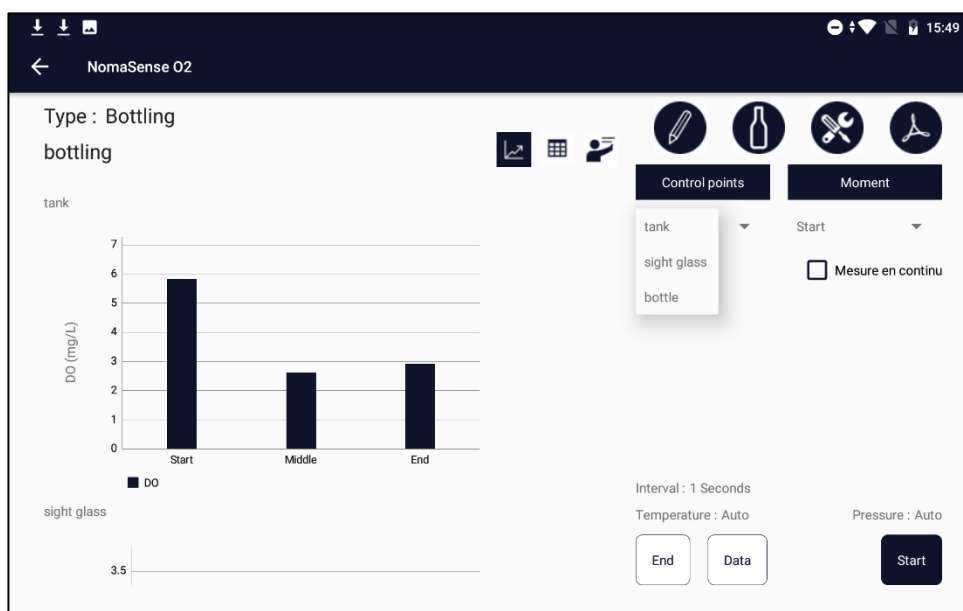 15:49
NomaSense O2
Type : Bottling
bottling
Control points
Moment
tank
tank
Start
sight glass
Mesure en continu
bottle
7
6
5
4
3
2
1
0
DO (mg/L)
Start Middle End
DO
sight glass
3.5
Interval : 1 Seconds
Temperature : Auto
Pressure : Auto
End
Data
Start